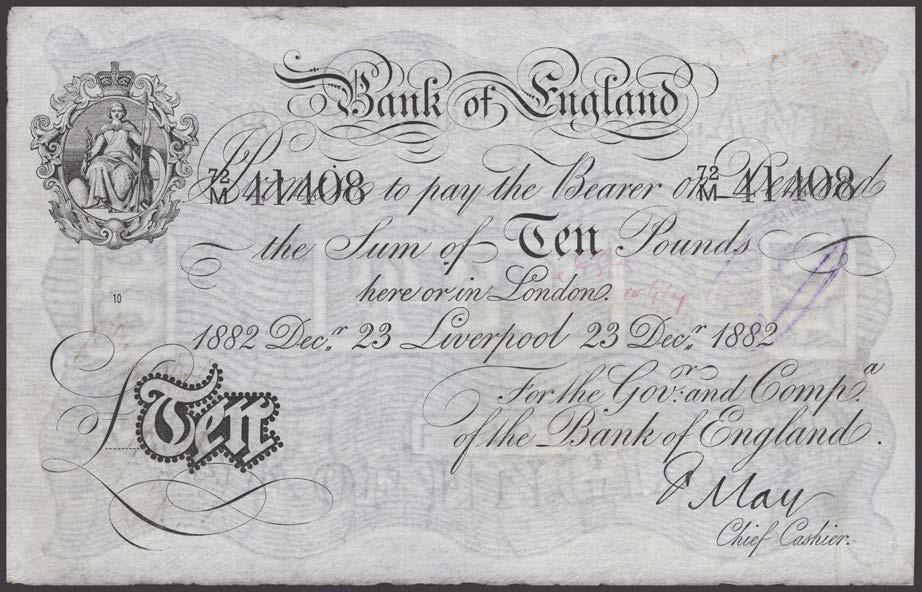 Bank of England
72/M 41408 72/M 41408
Promise to pay the Bearer on Demand
the Sum of Ten Pounds
here or in London.
10
1882 Decr. 23 Liverpool 23 Decr. 1882
For the Govr. and Compa.
of the Bank of England.
£Ten
F May
Chief Cashier.